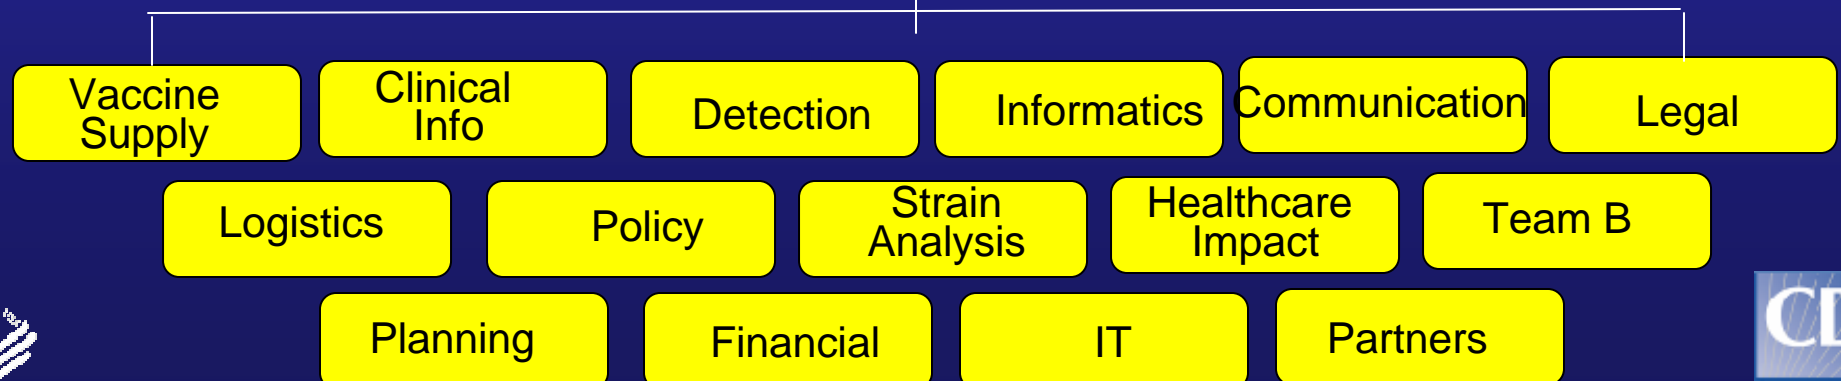 Vaccine
Supply
Clinical
Info
Detection
Informatics
Communication
Legal
Logistics
Policy
Strain
Analysis
Healthcare
Impact
Team B
Planning
Financial
IT
Partners